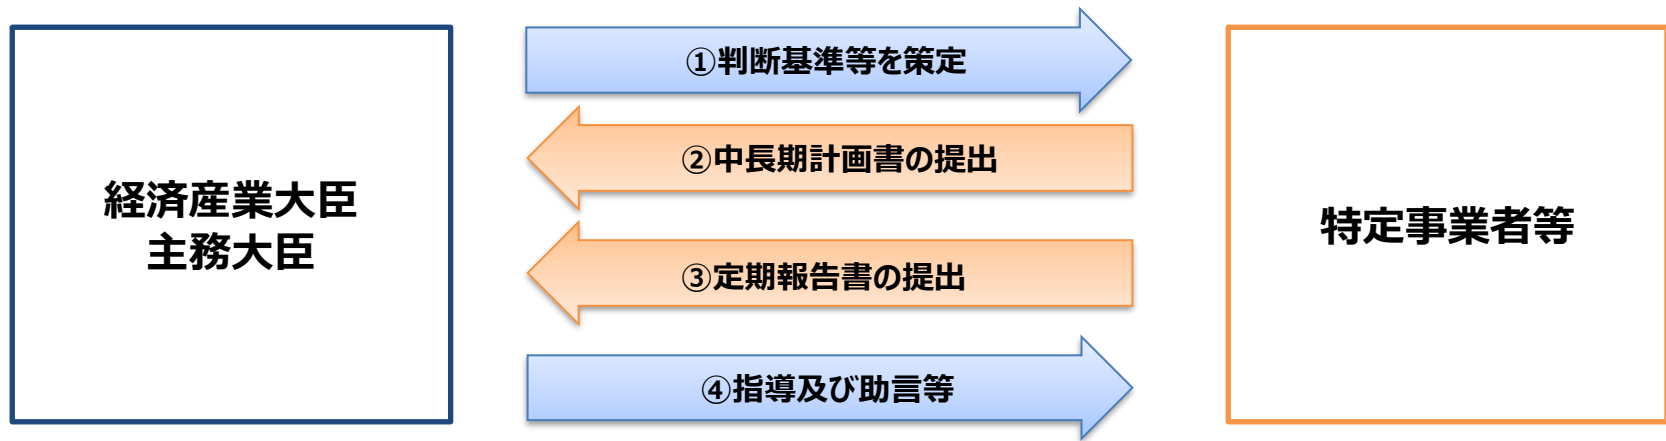 経済産業大臣
主務大臣
①判断基準等を策定
②中長期計画書の提出
③定期報告書の提出
④指導及び助言等
特定事業者等